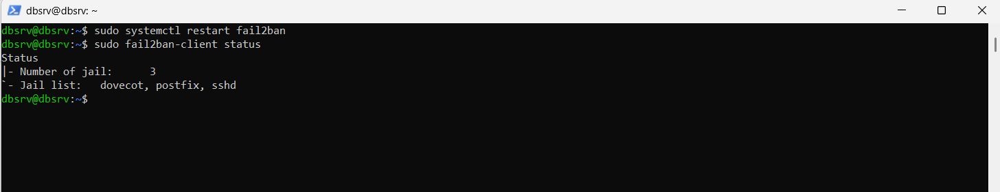 dbsrv@dbsrv: ~
dbsrv@dbsrv:~$ sudo systemctl restart fail2ban
dbsrv@dbsrv:~$ sudo fail2ban-client status
Status
|- Number of jail:      3
`- Jail list:   dovecot, postfix, sshd
dbsrv@dbsrv:~$